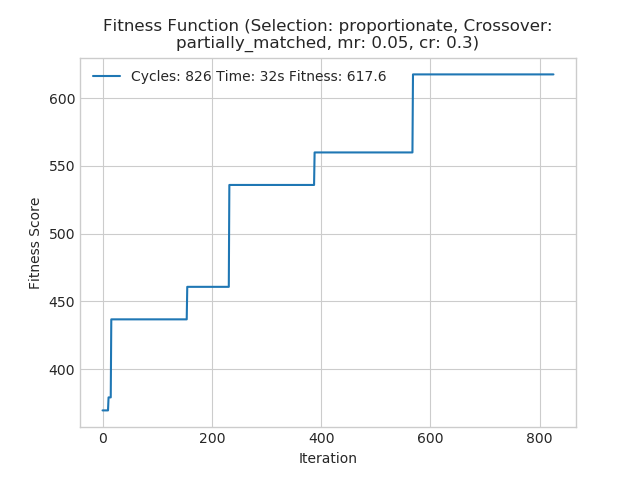 Fitness Function (Selection: proportionate, Crossover:
partially_matched, mr: 0.05, cr: 0.3)
Cycles: 826 Time: 32s Fitness: 617.6
Fitness Score
600
550
500
450
400
0 200 400 600 800
Iteration